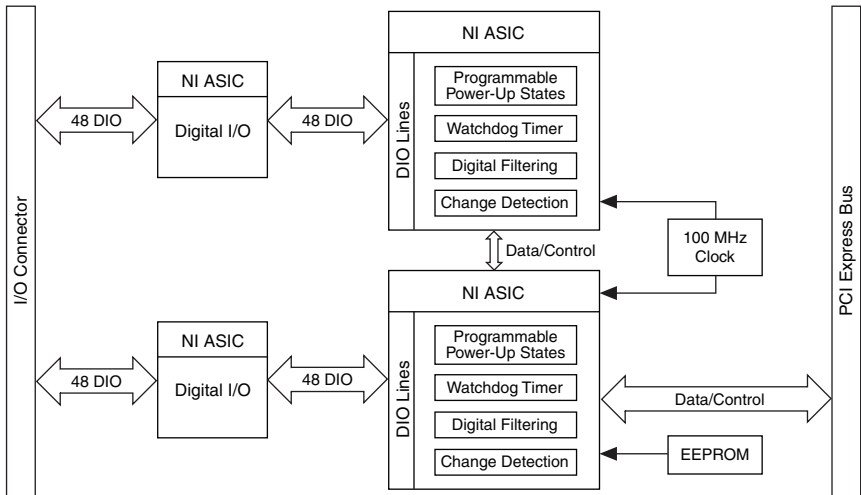 I/O Connector
48 DIO
NI ASIC
Digital I/O
48 DIO
NI ASIC
DIO Lines
Programmable
Power-Up States
Watchdog Timer
Digital Filtering
Change Detection
100 MHz
Clock
PCI Express Bus
Data/Control
48 DIO
NI ASIC
Digital I/O
48 DIO
NI ASIC
DIO Lines
Programmable
Power-Up States
Watchdog Timer
Digital Filtering
Change Detection
Data/Control
EEPROM